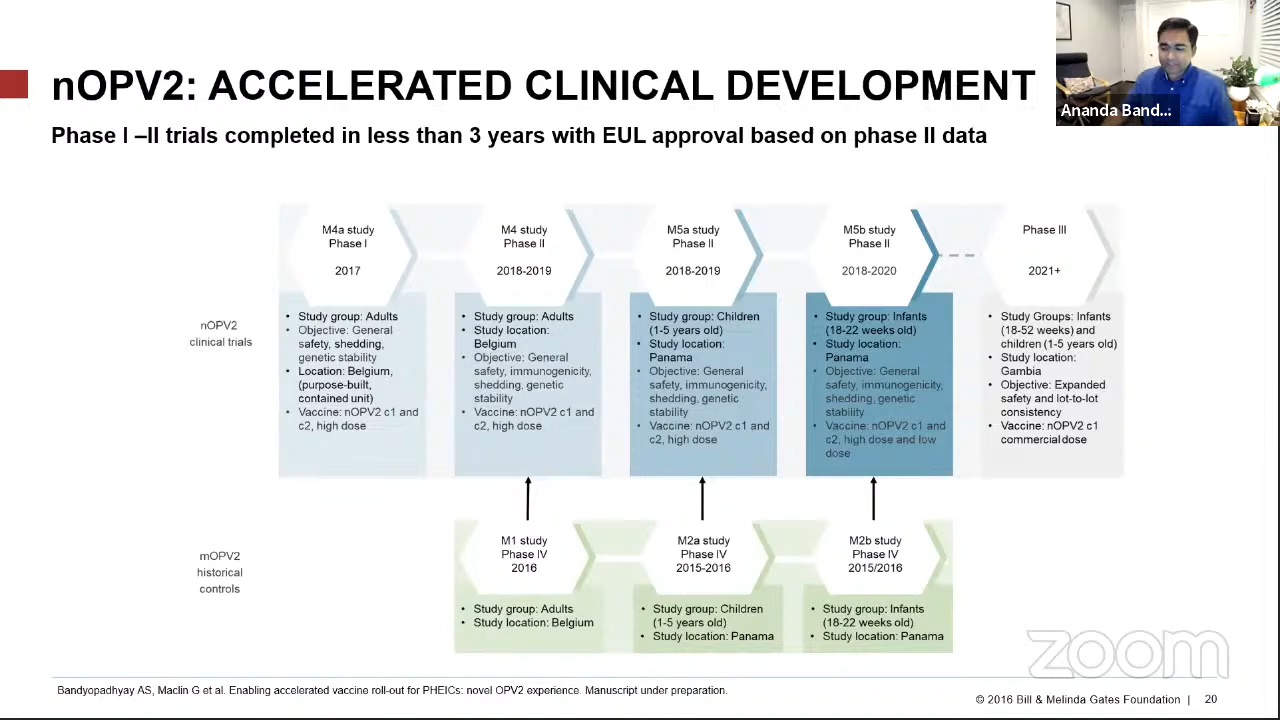 nOPV2: ACCELERATED CLINICAL DEVELOPMENT
Ananda Band...
Phase I –II trials completed in less than 3 years with EUL approval based on phase II data
nOPV2
clinical trials
M4a study
Phase I
2017
• Study group: Adults
• Objective: General
safety, shedding,
genetic stability
• Location: Belgium,
(purpose-built,
contained unit)
• Vaccine: nOPV2 c1 and
c2, high dose
M4 study
Phase II
2018-2019
• Study group: Adults
• Study location:
Belgium
• Objective: General
safety, immunogenicity,
shedding, genetic
stability
• Vaccine: nOPV2 c1 and
c2, high dose
M5a study
Phase II
2018-2019
• Study group: Children
(1-5 years old)
• Study location:
Panama
• Objective: General
safety, immunogenicity,
shedding, genetic
stability
• Vaccine: nOPV2 c1 and
c2, high dose
M5b study
Phase II
2018-2020
• Study group: Infants
(18-22 weeks old)
• Study location:
Panama
• Objective: General
safety, immunogenicity,
shedding, genetic
stability
• Vaccine: nOPV2 c1 and
c2, high dose and low
dose
Phase III
2021+
• Study Groups: Infants
(18-52 weeks) and
children (1-5 years old)
• Study location:
Gambia
• Objective: Expanded
safety and lot-to-lot
consistency
• Vaccine: nOPV2 c1
commercial dose
mOPV2
historical
controls
M1 study
Phase IV
2016
• Study group: Adults
• Study location: Belgium
M2a study
Phase IV
2015-2016
• Study group: Children
(1-5 years old)
• Study location: Panama
M2b study
Phase IV
2015/2016
• Study group: Infants
(18-22 weeks old)
• Study location: Panama
zoom
Bandyopadhyay AS, Maclin G et al. Enabling accelerated vaccine roll-out for PHEICs: novel OPV2 experience. Manuscript under preparation.
© 2016 Bill & Melinda Gates Foundation | 20